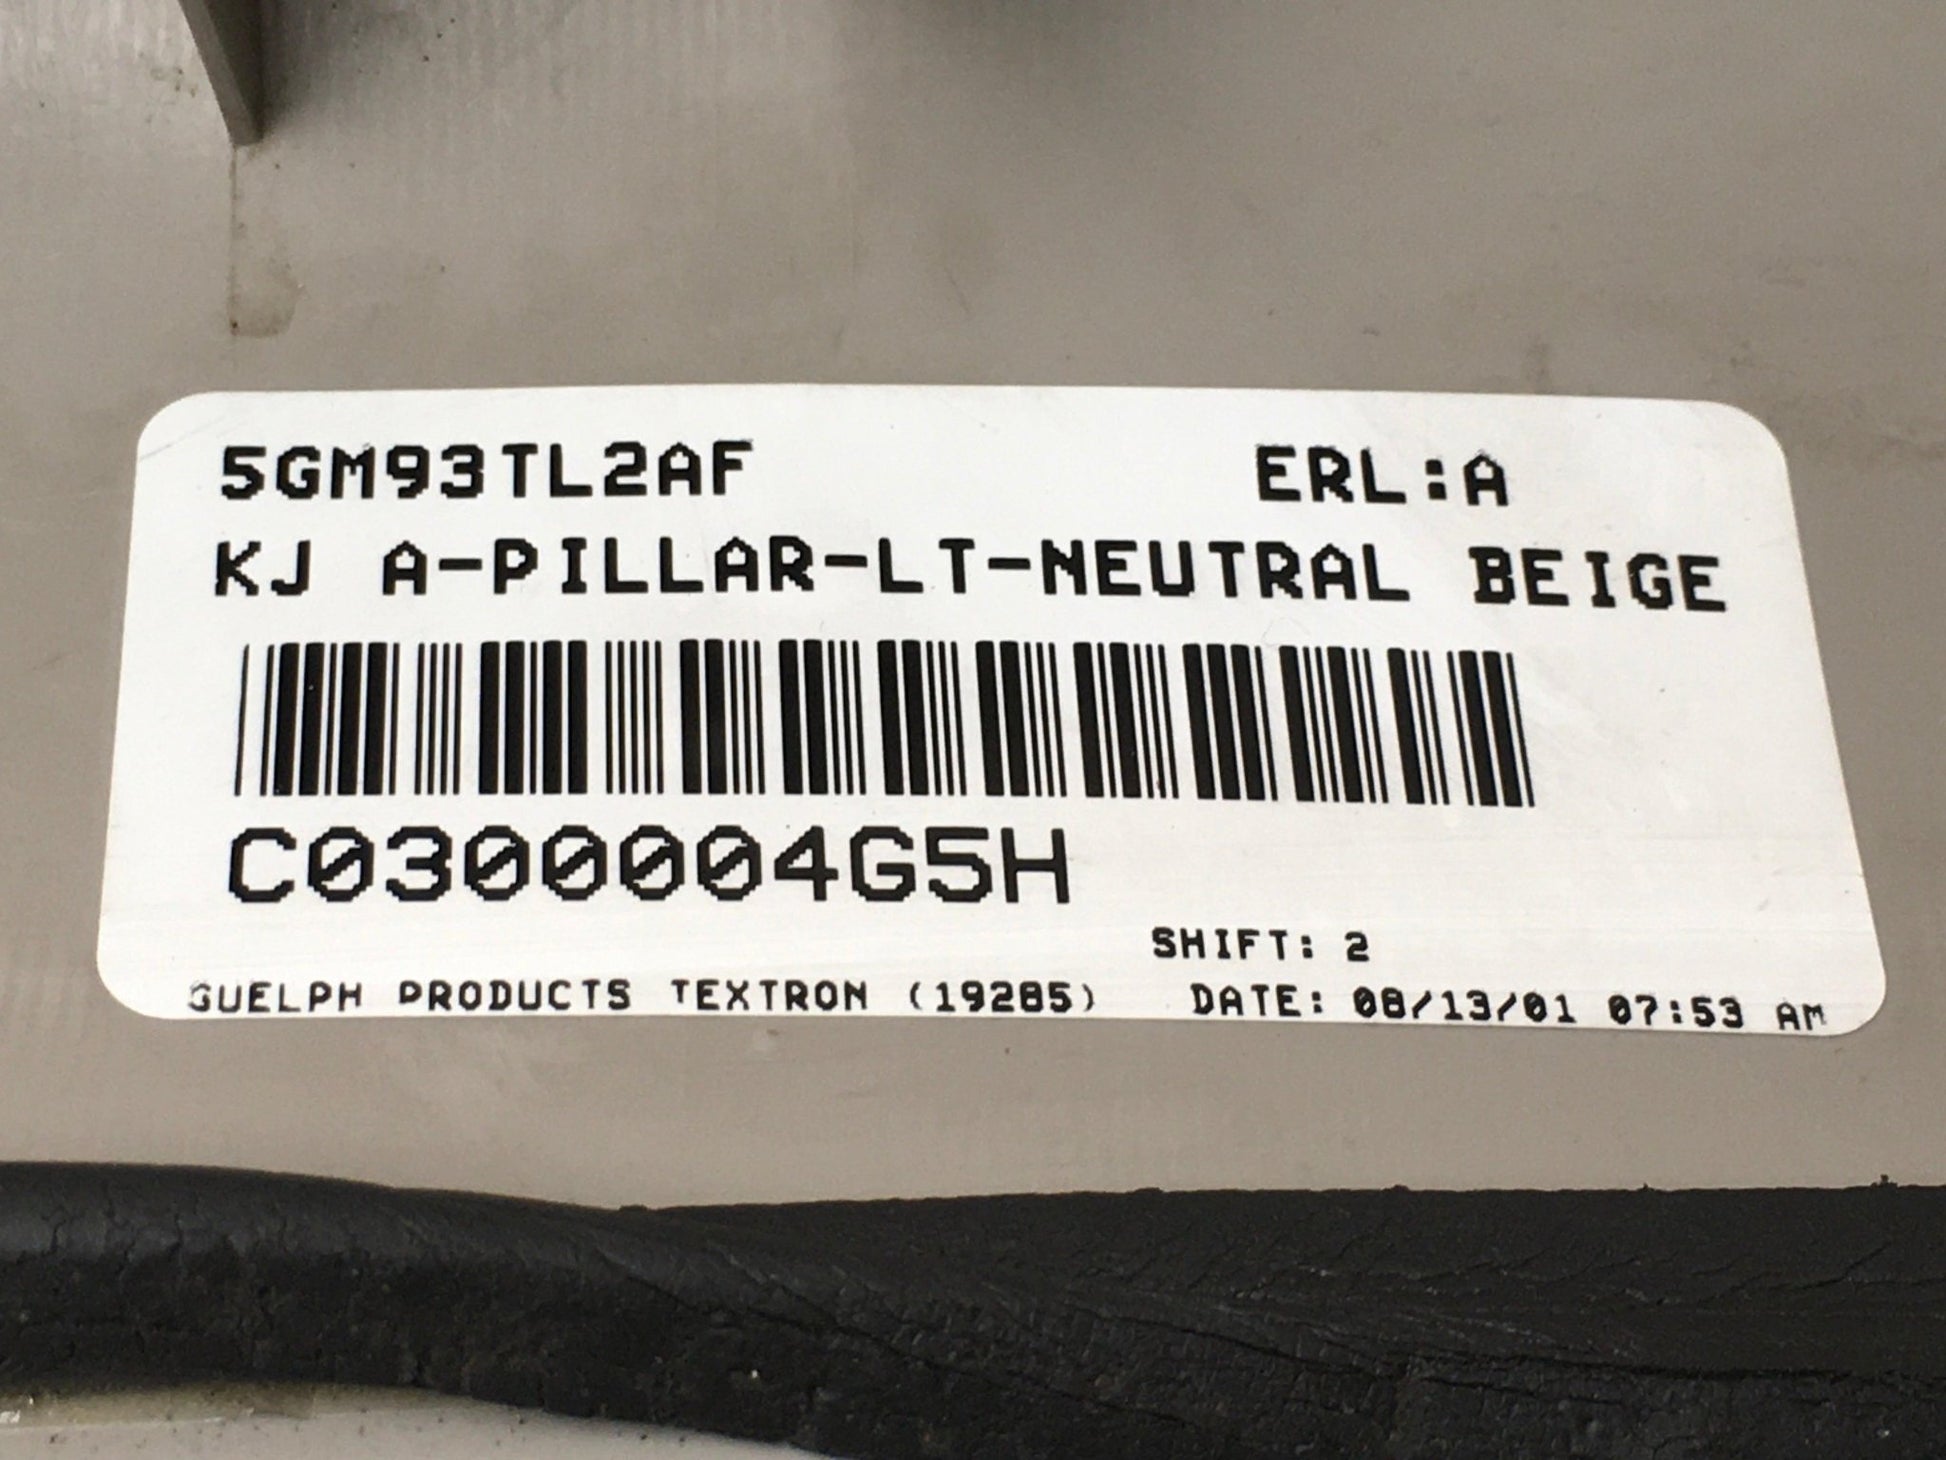 5GM93TL2AF ERL:A
KJ A-PILLAR-LT-NEUTRAL BEIGE
C0300004G5H
SHIFT: 2
GUELPH PRODUCTS TEXTRON (19285) DATE: 08/13/01 07:53 AM